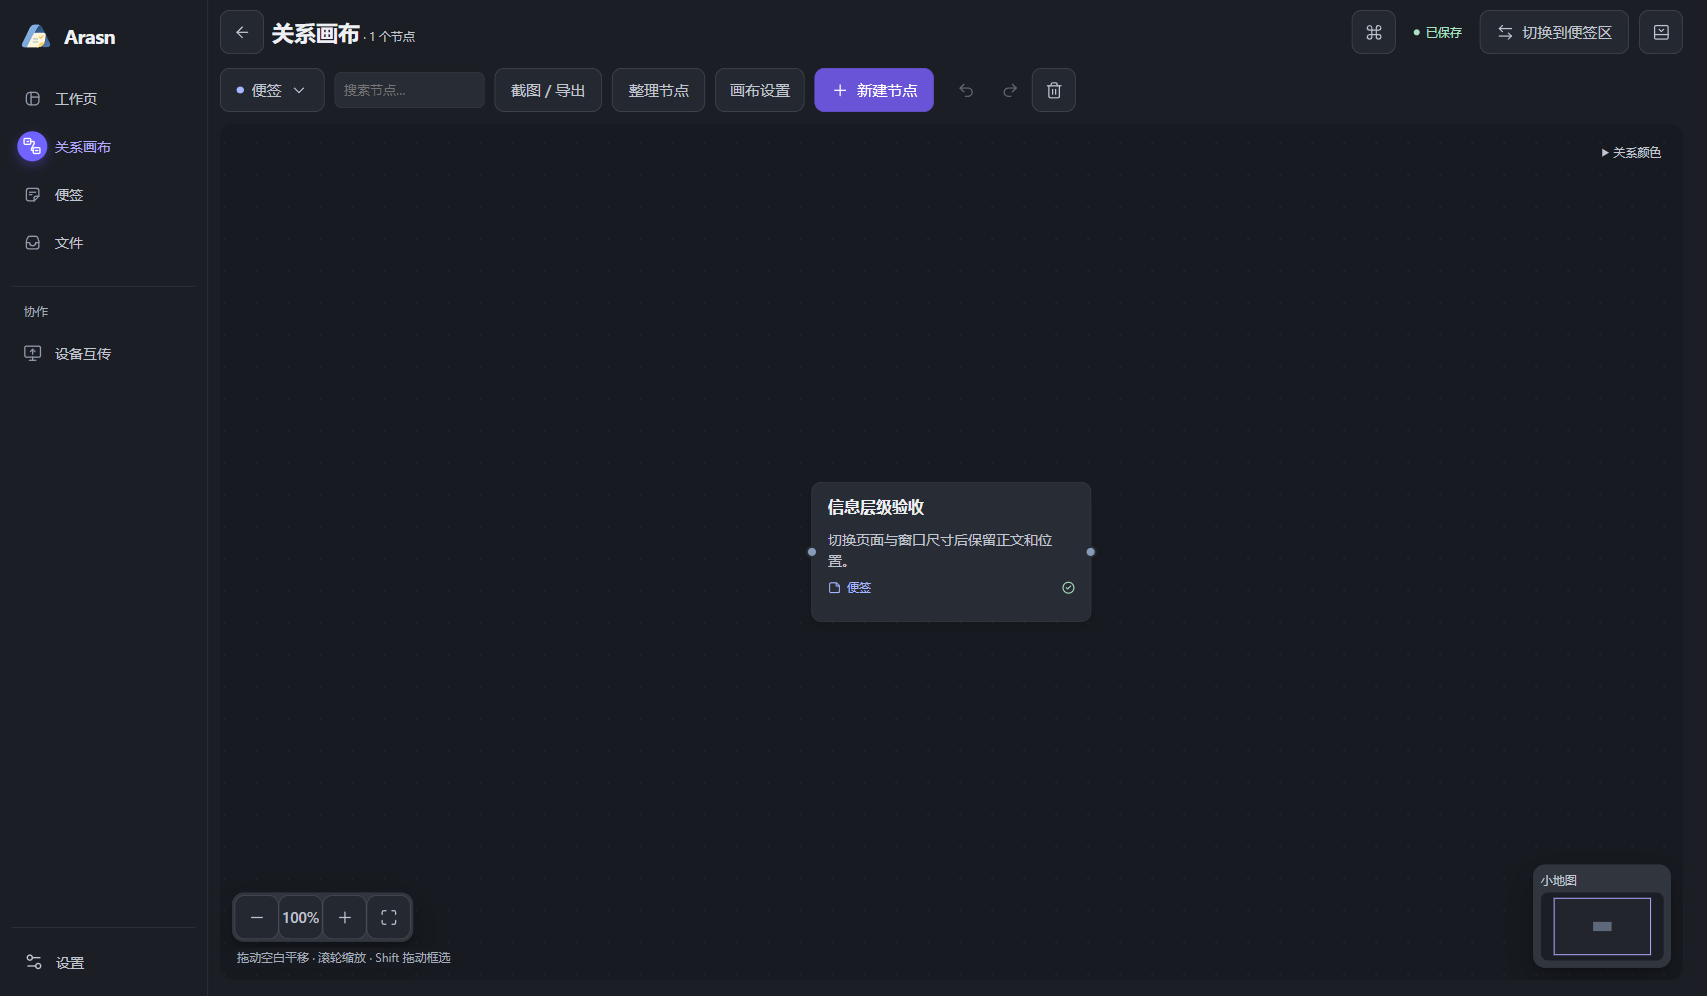 Arasn
工作页
关系画布
便签
文件
协作
设备互传
设置
关系画布 · 1 个节点
已保存
切换到便签区
便签
搜索节点...
截图 / 导出
整理节点
画布设置
新建节点
关系颜色
信息层级验收
切换页面与窗口尺寸后保留正文和位
置。
便签
100%
拖动空白平移 · 滚轮缩放 · Shift 拖动框选
小地图